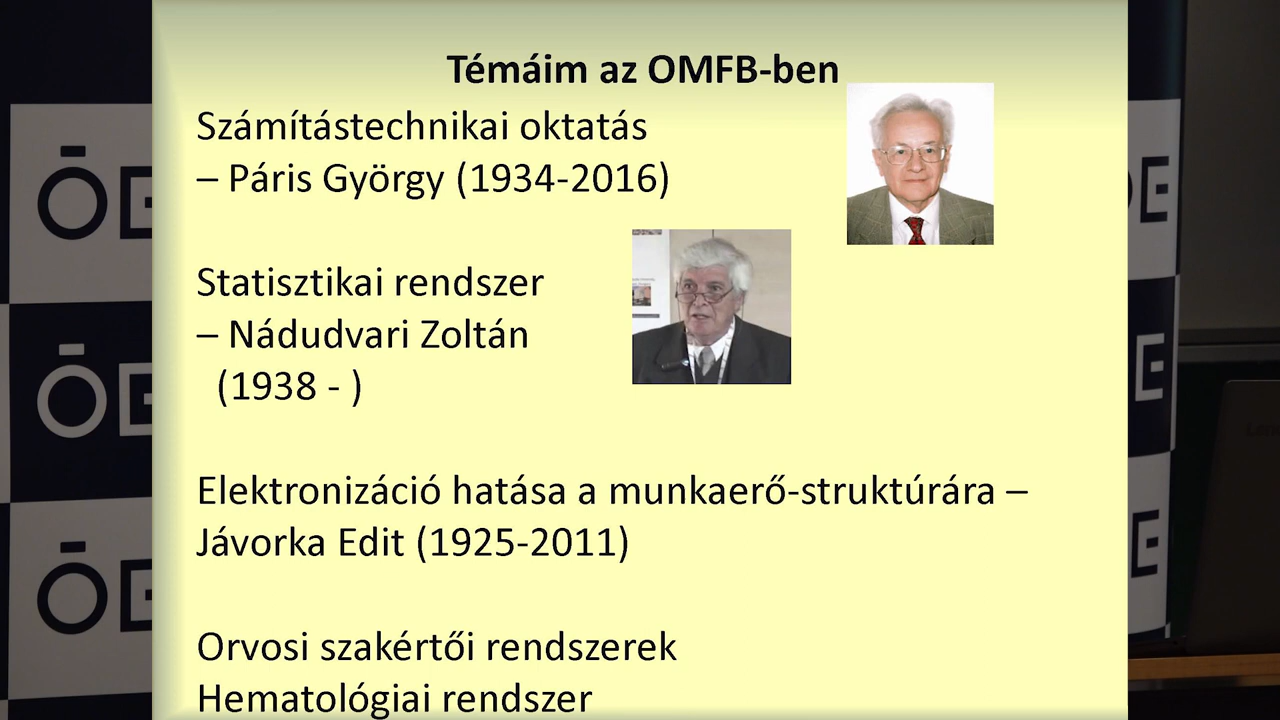 Témáim az OMFB-ben
Számítástechnikai oktatás
– Páris György (1934-2016)
Statisztikai rendszer
– Nádudvari Zoltán
(1938 - )
Elektronizáció hatása a munkaerő-struktúrára –
Jávorka Edit (1925-2011)
Orvosi szakértői rendszerek
Hematológiai rendszer